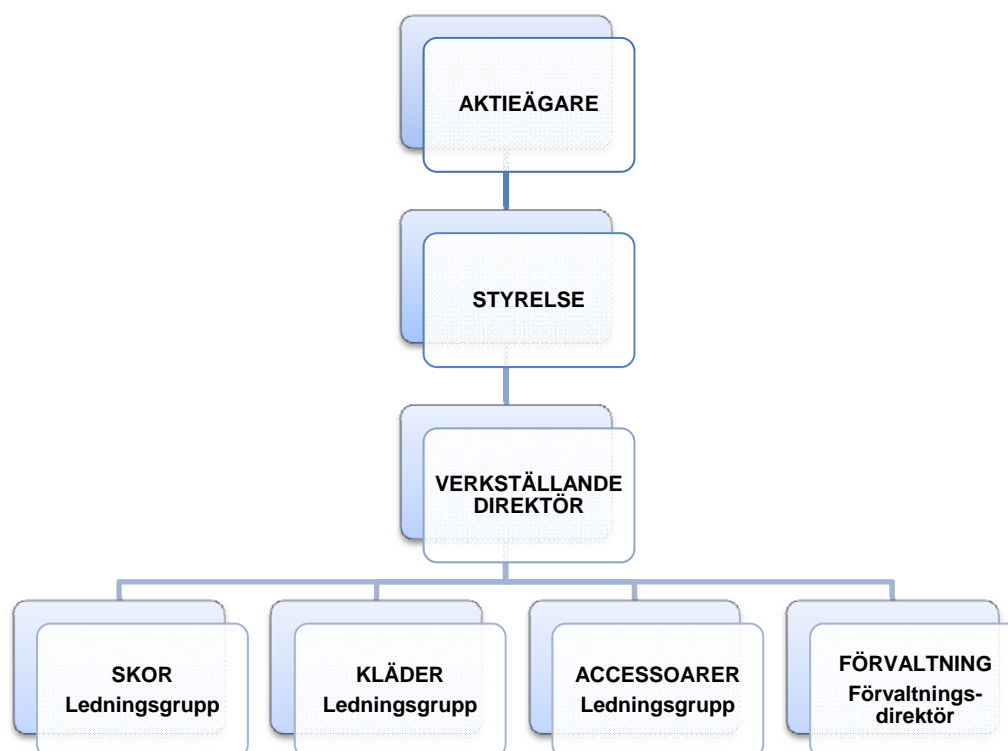 AKTIEÄGARE
STYRELSE
VERKSTÄLLANDE
DIREKTÖR
SKOR
Ledningsgrupp
KLÄDER
Ledningsgrupp
ACCESSOARER
Ledningsgrupp
FÖRVALTNING
Förvaltnings-
direktör